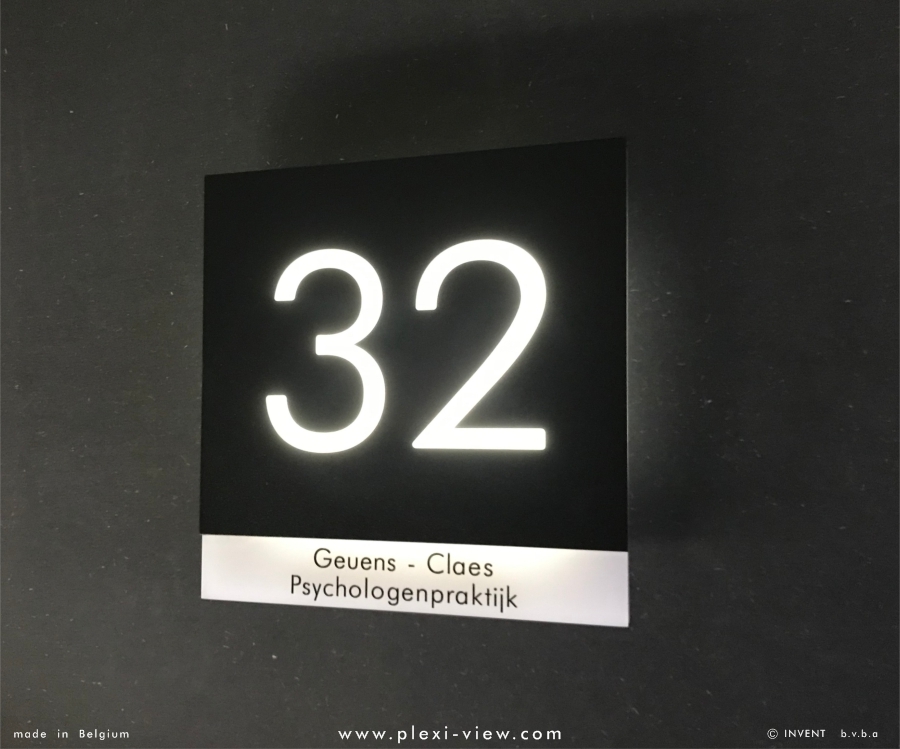 32
Geuens - Claes
Psychologenpraktijk
made in Belgium
www.plexi-view.com
© INVENT b.v.b.a